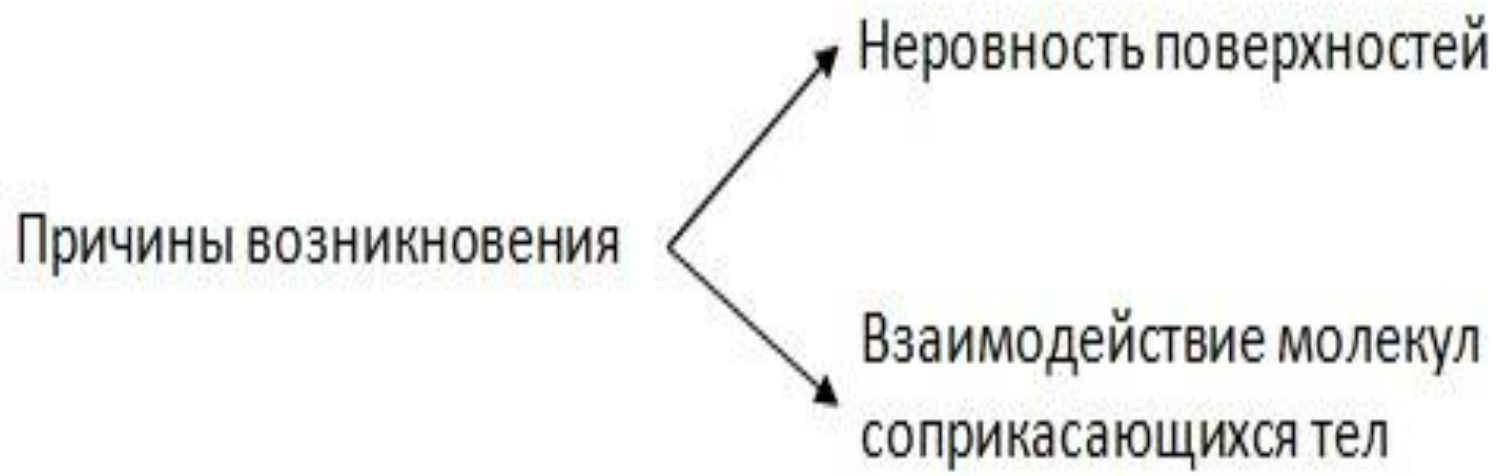 Неровность поверхностей
Причины возникновения
Взаимодействие молекул
соприкасающихся тел